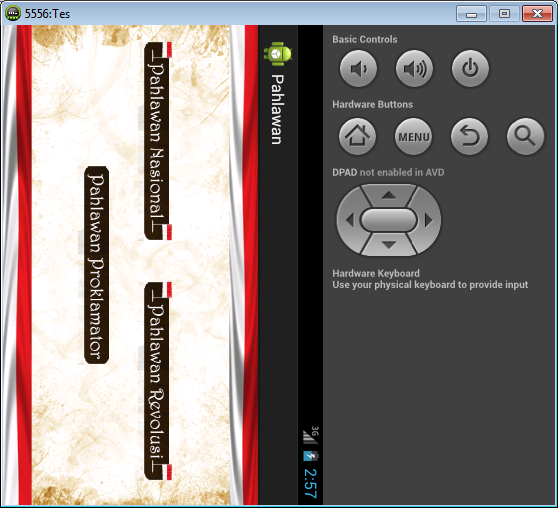 5556:Tes
3G
2:57
Pahlawan
Pahlawan Nasional
Pahlawan Revolusi
Pahlawan Proklamator
Basic Controls
Hardware Buttons
MENU
DPAD not enabled in AVD
Hardware Keyboard
Use your physical keyboard to provide input